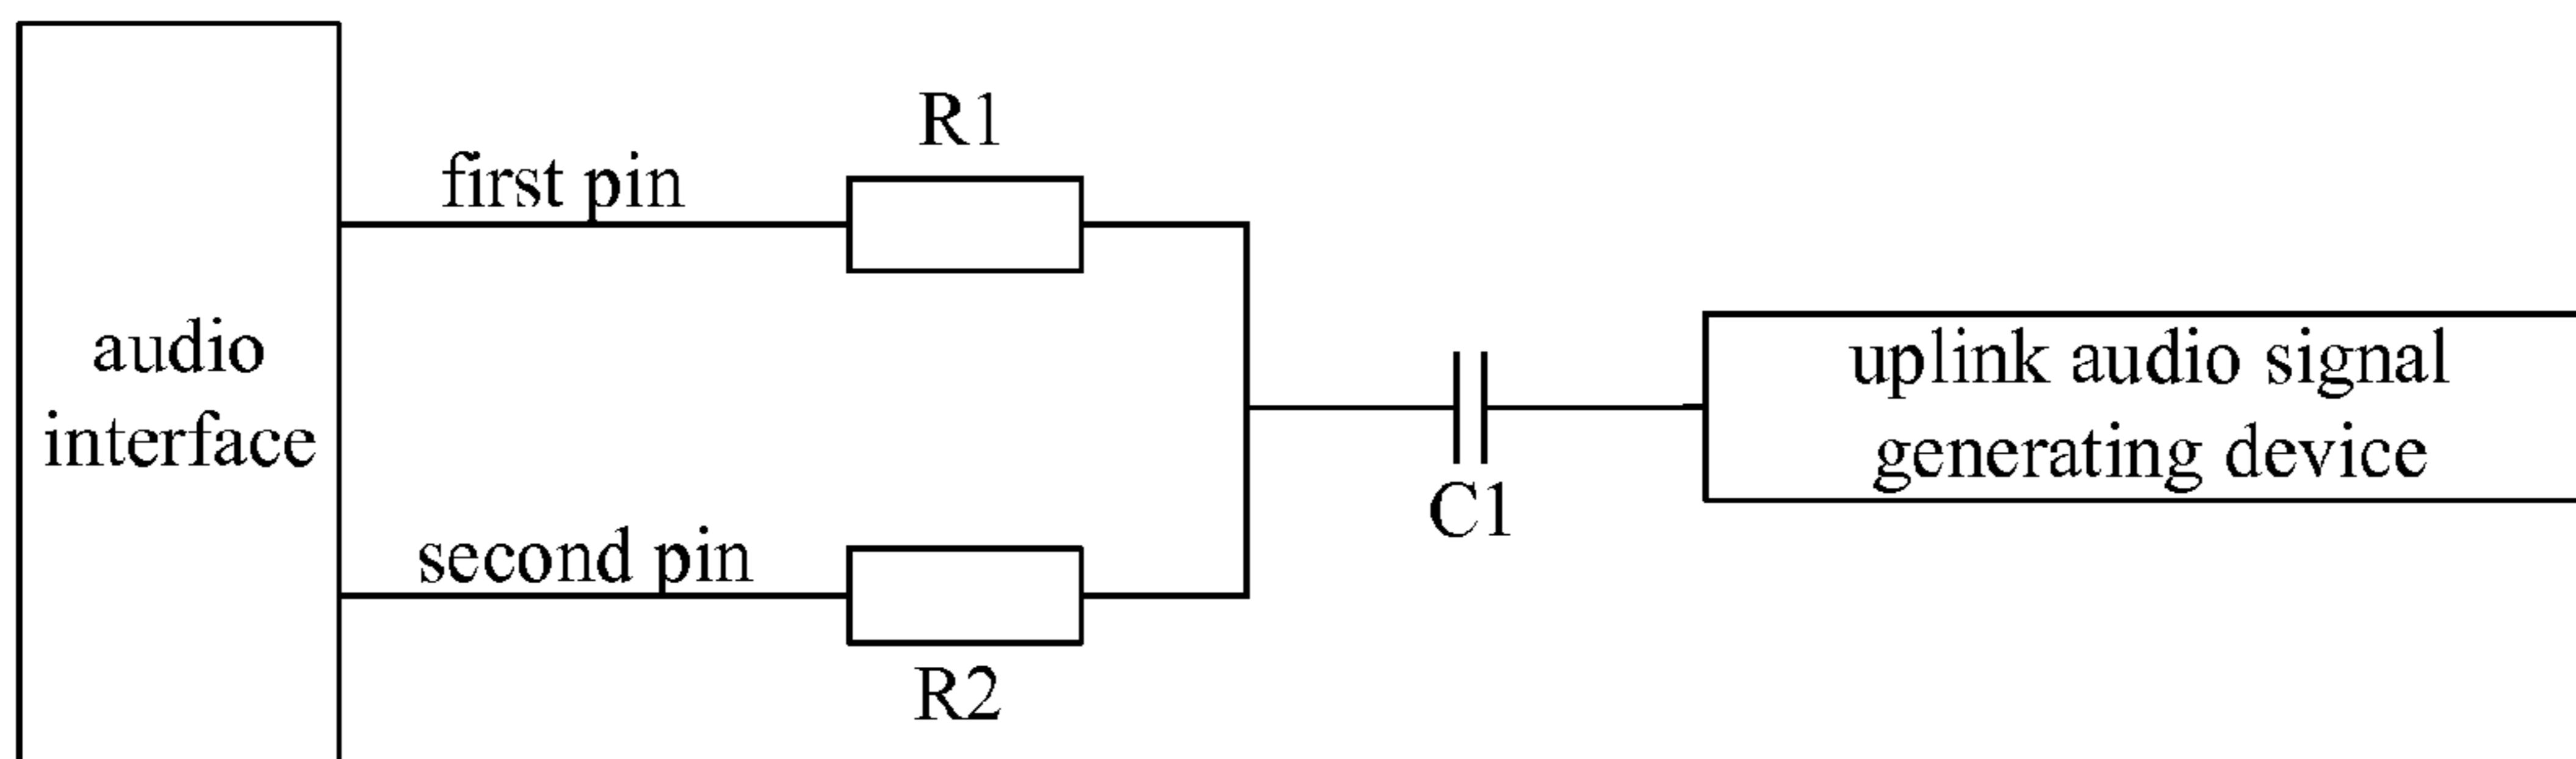 R1
first pin
audio
interface
uplink audio signal
generating device
C1
second pin
R2